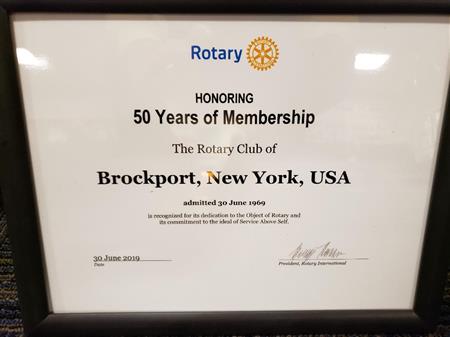 Rotary
HONORING
50 Years of Membership
The Rotary Club of
Brockport, New York, USA
admitted 30 June 1969
is recognized for its dedication to the Object of Rotary and
its commitment to the ideal of Service Above Self.
30 June 2019
Date
President, Rotary International